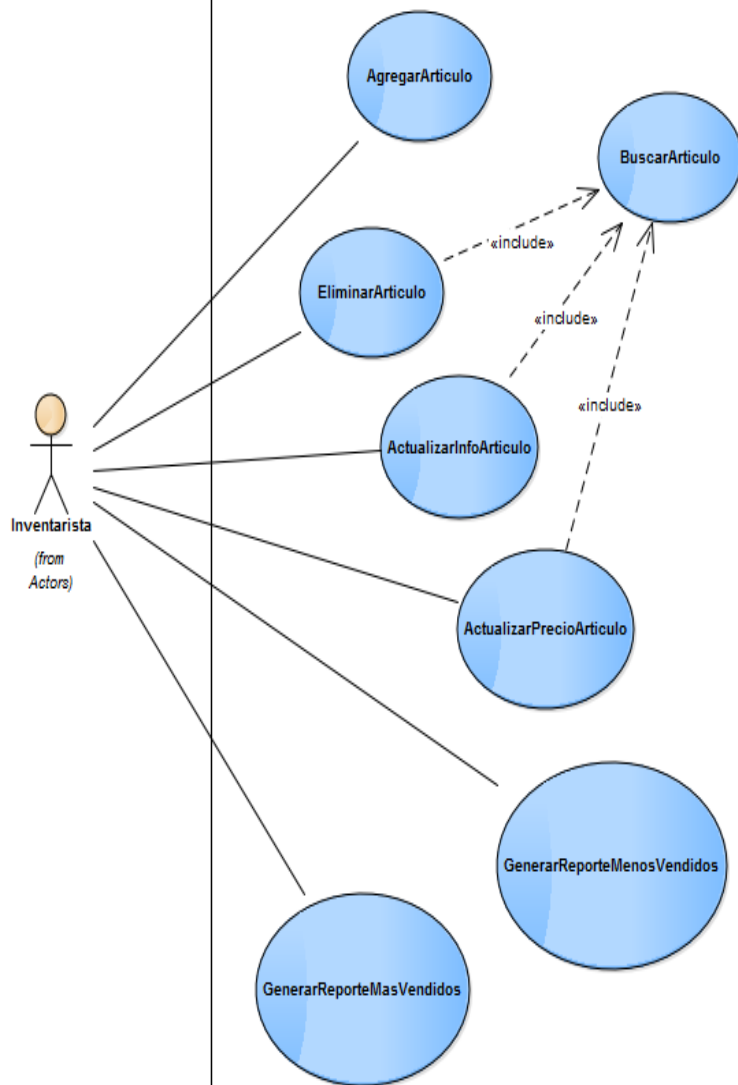 AgregarArticulo
BuscarArticulo
«include»
EliminarArticulo
«include»
«include»
ActualizarInfoArticulo
Inventarista
(from
Actors)
ActualizarPrecioArticulo
GenerarReporteMenosVendidos
GenerarReporteMasVendidos